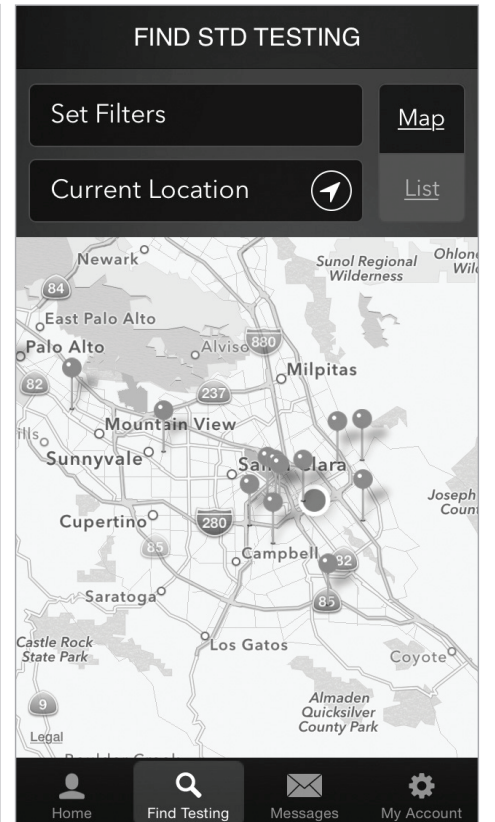 FIND STD TESTING
Set Filters
Map
Current Location
List
Newark
Sunol Regional
Wilderness
Ohlone
84
East Palo Alto
Palo Alto
Alviso
880
Milpitas
82
237
Mountain View
Sunnyvale
Joseph
Cupertino
280
85
Campbell
82
Saratoga
85
Castle Rock
State Park
Los Gatos
Coyote
Almaden
Quicksilver
County Park
9
Legal
Home
Find Testing
Messages
My Account